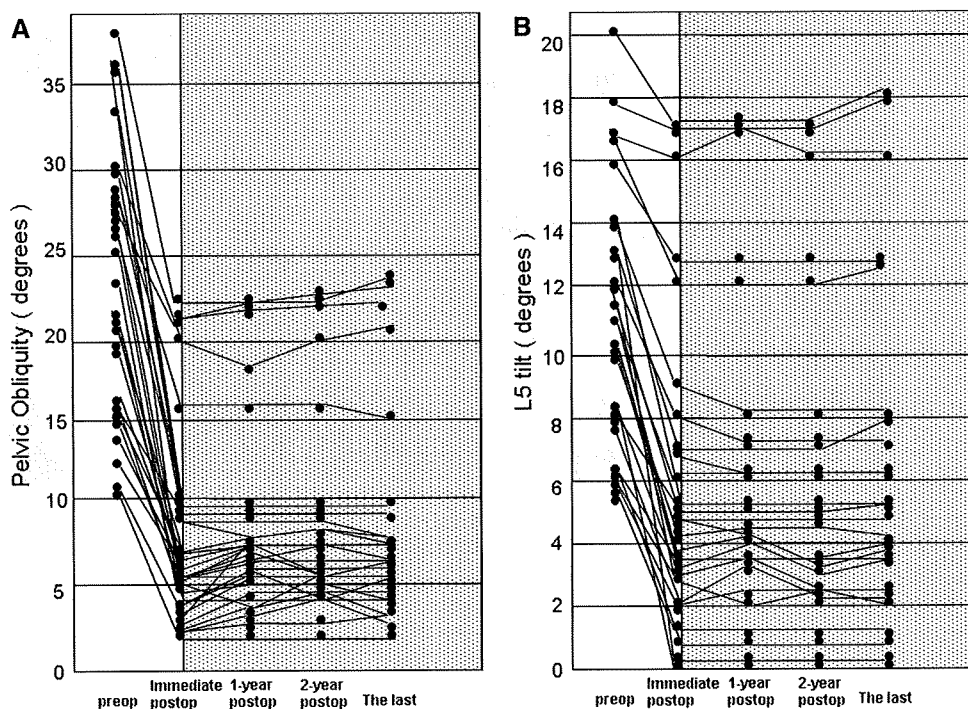 A
Pelvic Obliquity ( degrees )
35
30
25
20
15
10
5
0
preop
Immediate postop
1-year postop
2-year postop
The last
B
L5 tilt ( degrees )
20
18
16
14
12
10
8
6
4
2
0
preop
Immediate postop
1-year postop
2-year postop
The last